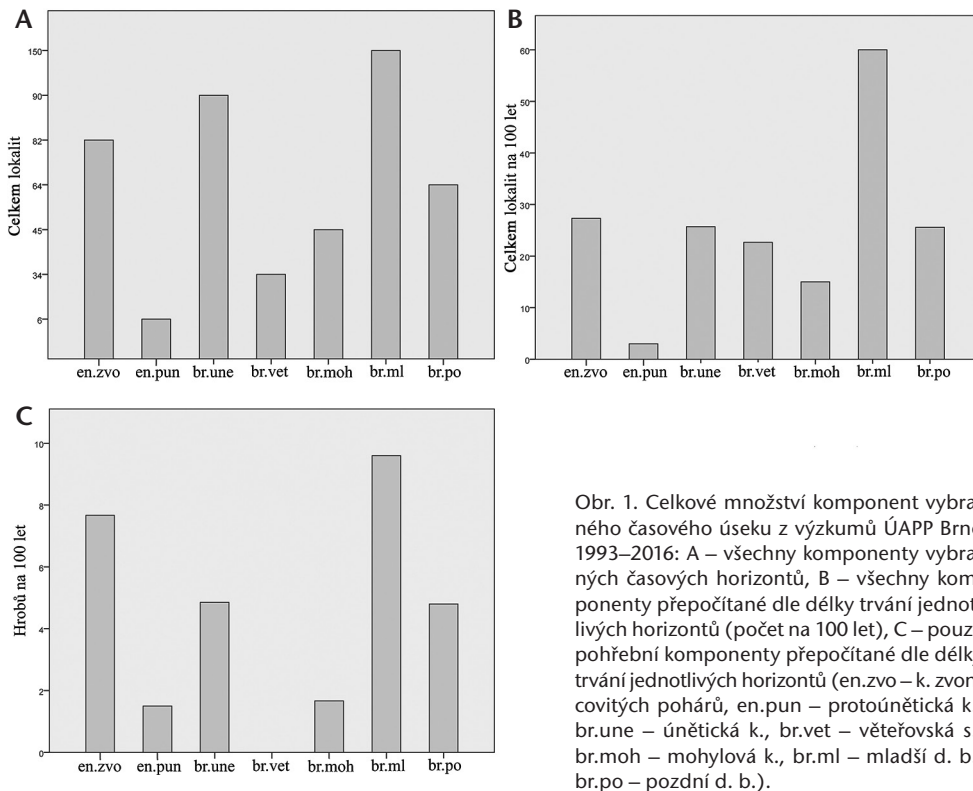 A
Celkem lokalit
150
90
82
64
45
34
6
en.zvo en.pun br.une br.vet br.moh br.ml br.po
B
Celkem lokalit na 100 let
60
50
40
30
20
10
0
en.zvo en.pun br.une br.vet br.moh br.ml br.po
C
Hrobů na 100 let
10
8
6
4
2
0
en.zvo en.pun br.une br.vet br.moh br.ml br.po
Obr. 1. Celkové množství komponent vybra
ného časového úseku z výzkumů ÚAPP Brno
1993–2016: A – všechny komponenty vybra
ných časových horizontů, B – všechny kom
ponenty přepočítané dle délky trvání jednot
livých horizontů (počet na 100 let), C – pouz
pohřební komponenty přepočítané dle délky
trvání jednotlivých horizontů (en.zvo – k. zvon
covitých pohárů, en.pun – protoúnětická k
br.une – únětická k., br.vet – věteřovská s
br.moh – mohylová k., br.ml – mladší d. b
br.po – pozdní d. b.).